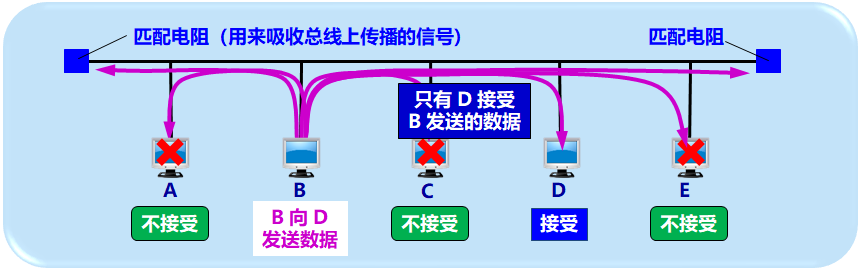 匹配电阻（用来吸收总线上传播的信号)
匹配电阻
只有 D 接受
B 发送的数据
A
B
C
D
E
不接受
B 向 D
发送数据
不接受
接受
不接受